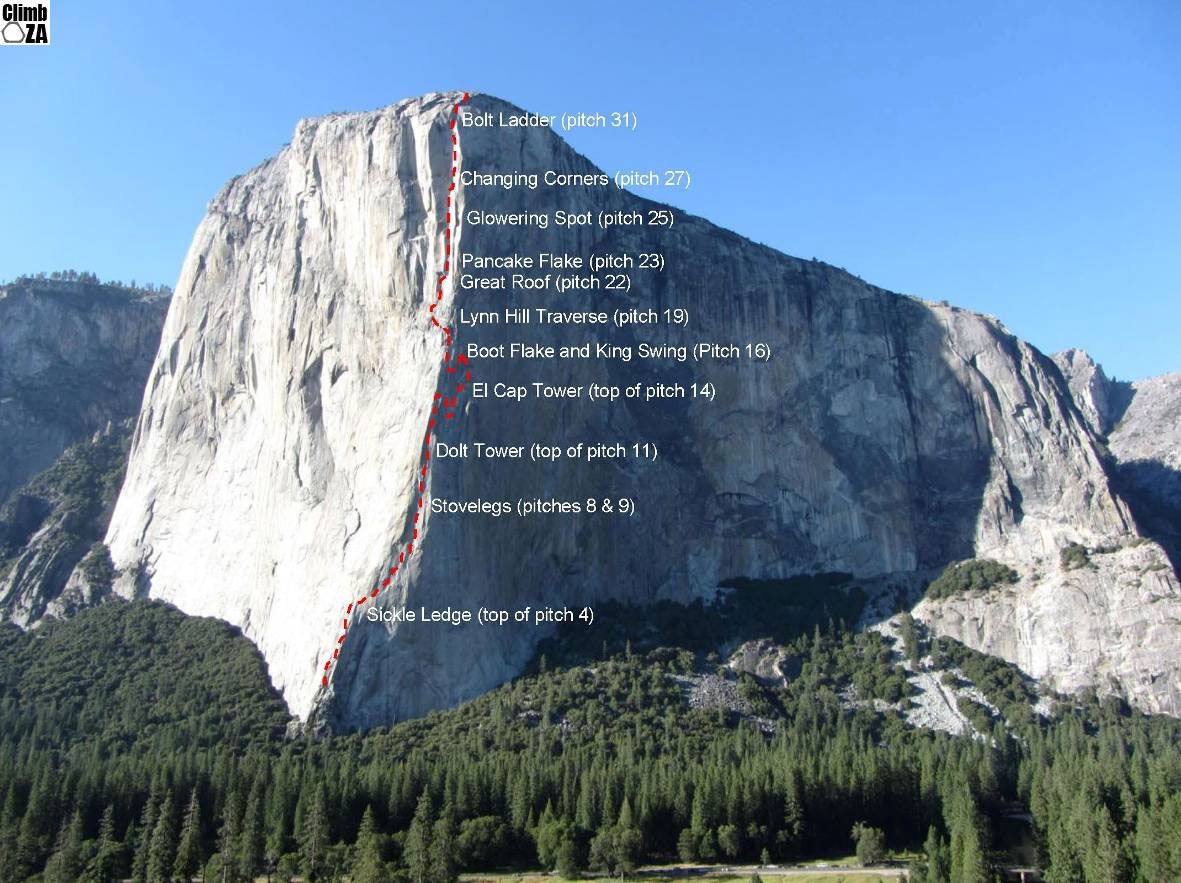 Climb
ZA
Bolt Ladder (pitch 31)
Changing Corners (pitch 27)
Glowering Spot (pitch 25)
Pancake Flake (pitch 23)
Great Roof (pitch 22)
Lynn Hill Traverse (pitch 19)
Boot Flake and King Swing (Pitch 16)
El Cap Tower (top of pitch 14)
Dolt Tower (top of pitch 11)
Stovelegs (pitches 8 & 9)
Sickle Ledge (top of pitch 4)